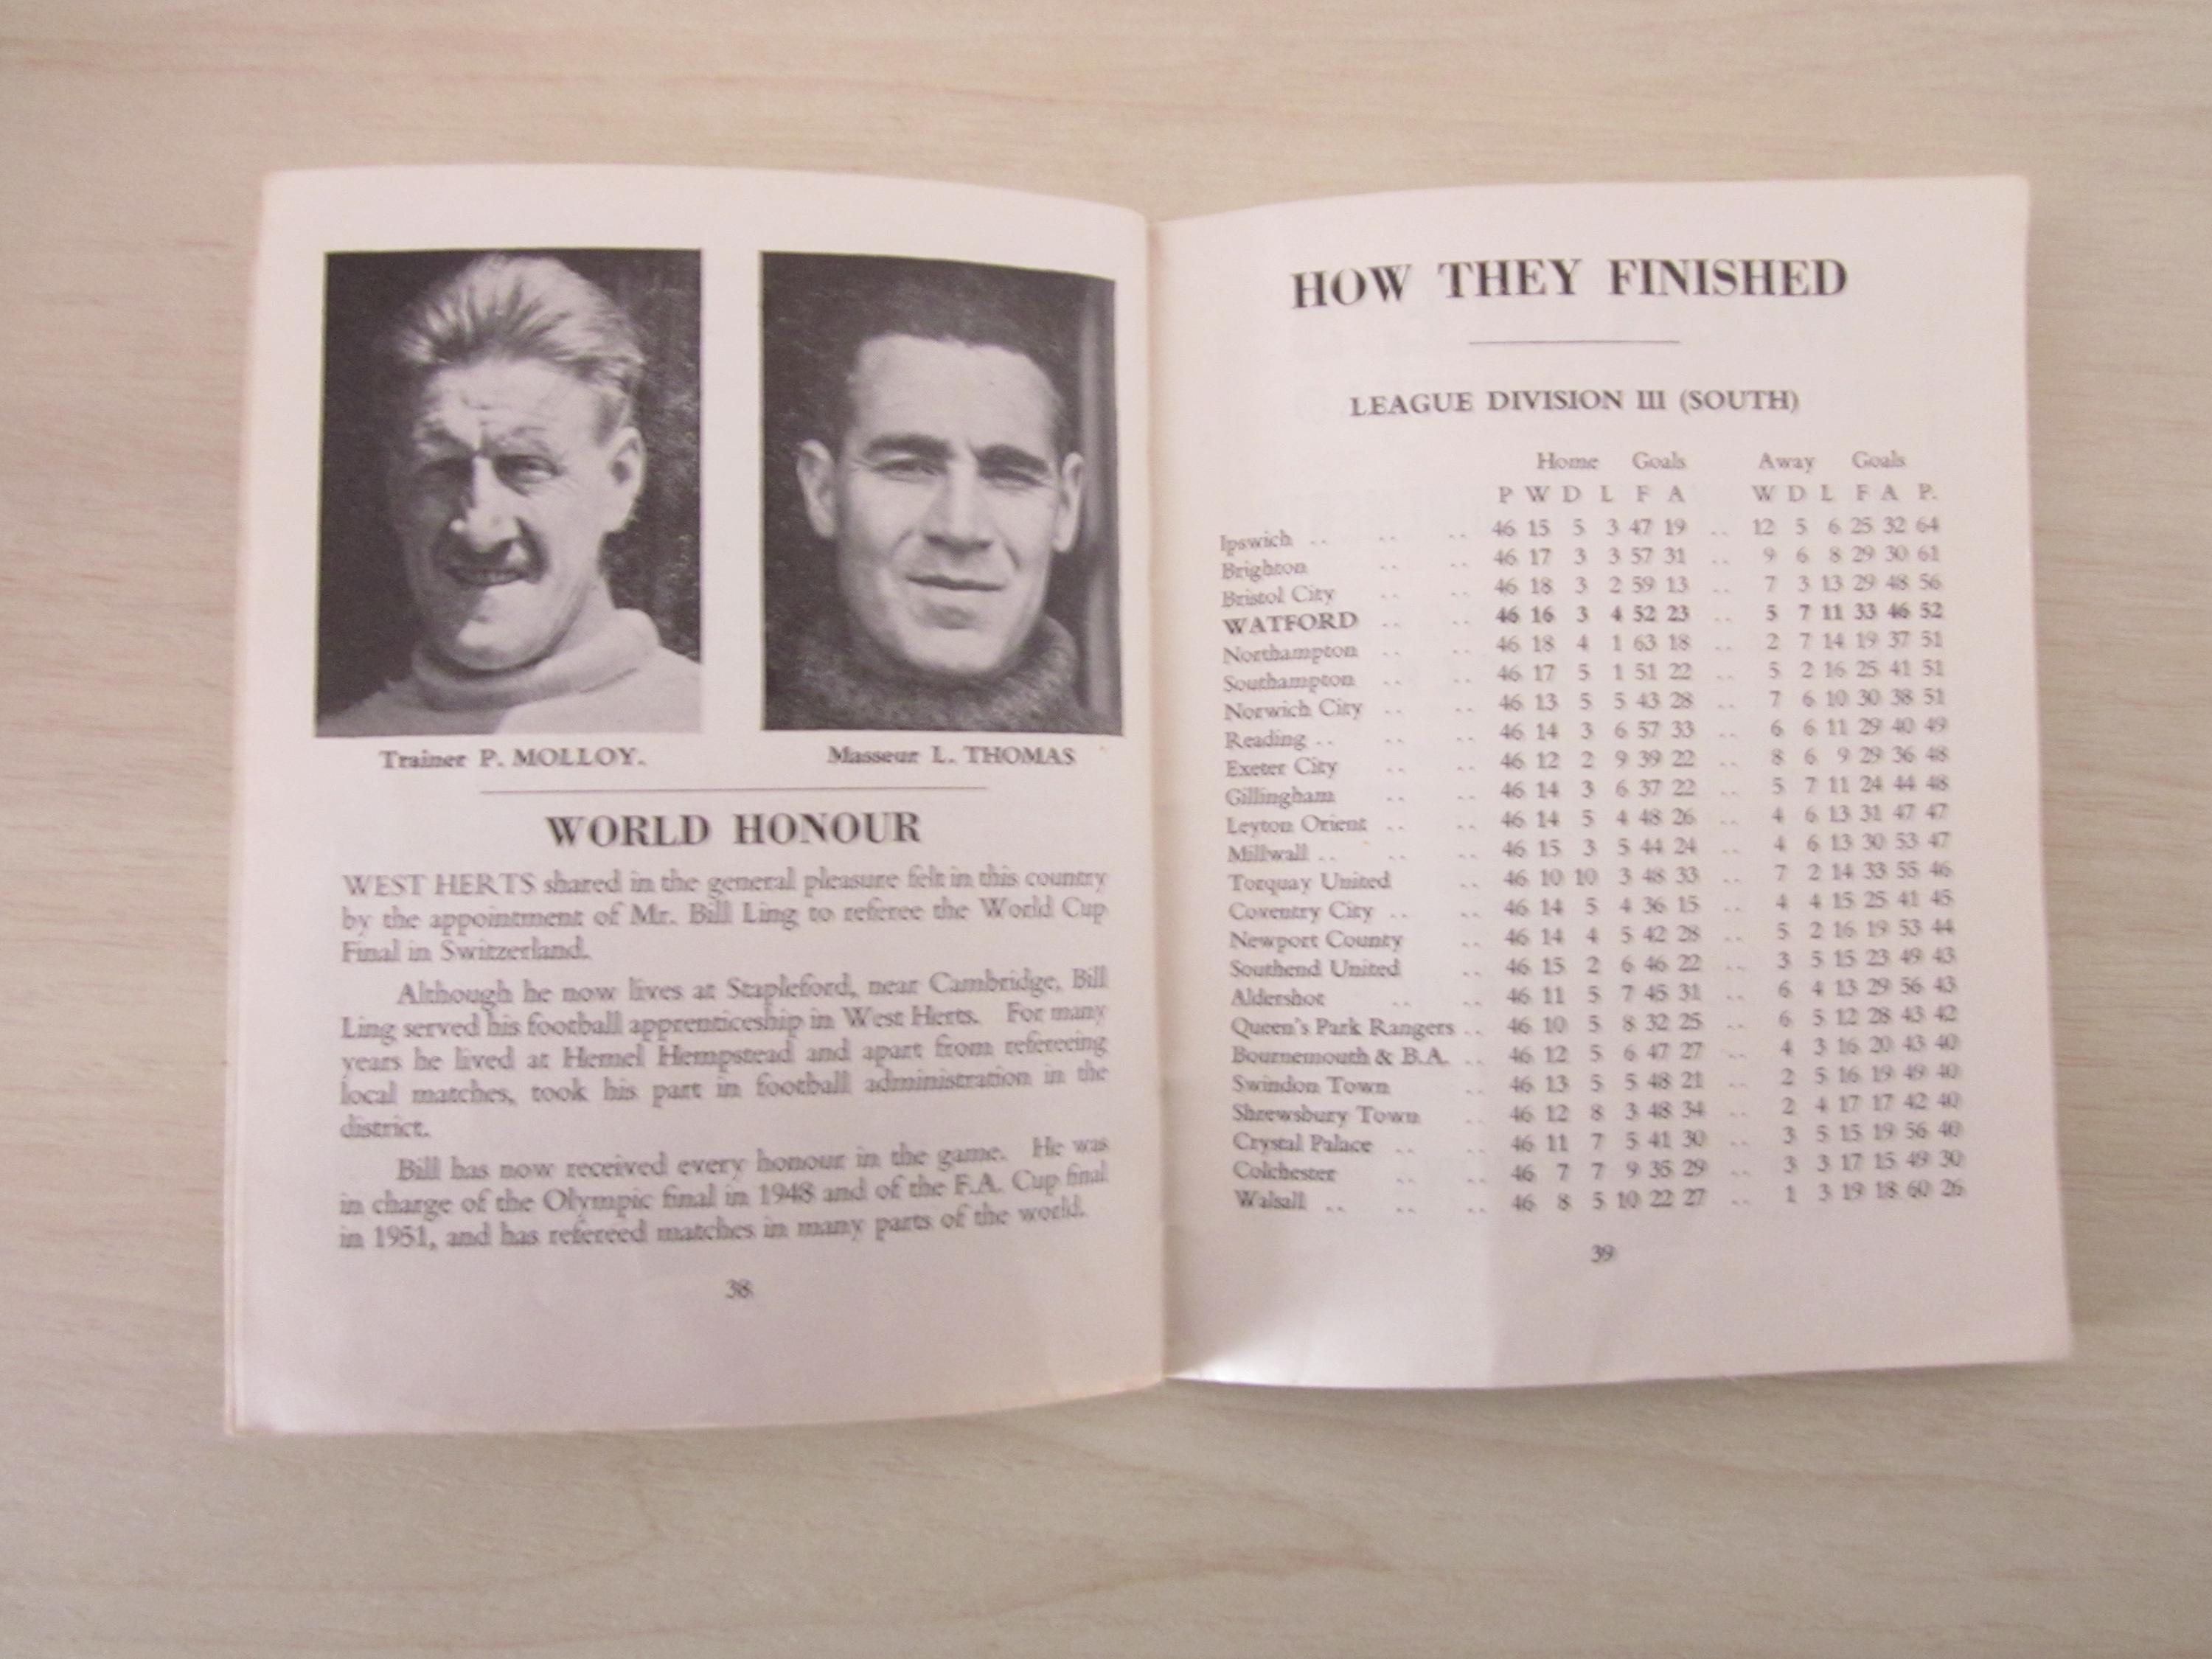 Trainer P. MOLLOY.
Masseur L. THOMAS
WORLD HONOUR
WEST HERTS shared in the general pleasure felt in this country
by the appointment of Mr. Bill Ling to referee the World Cup
Final in Switzerland.
Although he now lives at Stapleford, near Cambridge, Bill
Ling served his football apprenticeship in West Herts. For many
years he lived at Hemel Hempstead and apart from refereeing
local matches, took his part in football administration in the
district.
Bill has now received every honour in the game. He was
in charge of the Olympic final in 1948 and of the F.A. Cup final
in 1951, and has refereed matches in many parts of the world.
38
HOW THEY FINISHED
LEAGUE DIVISION III (SOUTH)
Home Goals Away Goals
P W D L F A W D L F A P.
Ipswich .. .. .. 46 15 5 3 47 19 .. 12 5 6 25 32 64
Brighton .. .. 46 17 3 3 57 31 .. 9 6 8 29 30 61
Bristol City .. .. 46 18 3 2 59 13 .. 7 3 13 29 48 56
WATFORD .. .. 46 16 3 4 52 23 .. 5 7 11 33 46 52
Northampton .. .. 46 18 4 1 63 18 .. 2 7 14 19 37 51
Southampton .. .. 46 17 5 1 51 22 .. 5 2 16 25 41 51
Norwich City .. .. 46 13 5 5 43 28 .. 7 6 10 30 38 51
Reading .. .. .. 46 14 3 6 57 33 .. 6 6 11 29 40 49
Exeter City .. .. 46 12 2 9 39 22 .. 8 6 9 29 36 48
Gillingham .. .. 46 14 3 6 37 22 .. 5 7 11 24 44 48
Leyton Orient .. .. 46 14 5 4 48 26 .. 4 6 13 31 47 47
Millwall .. .. .. 46 15 3 5 44 24 .. 4 6 13 30 53 47
Torquay United .. 46 10 10 3 48 33 .. 7 2 14 33 55 46
Coventry City .. .. 46 14 5 4 36 15 .. 4 4 15 25 41 45
Newport County .. 46 14 4 5 42 28 .. 5 2 16 19 53 44
Southend United .. 46 15 2 6 46 22 .. 3 5 15 23 49 43
Aldershot .. .. 46 11 5 7 45 31 .. 6 4 13 29 56 43
Queen's Park Rangers .. 46 10 5 8 32 25 .. 6 5 12 28 43 42
Bournemouth & B.A. .. 46 12 5 6 47 27 .. 4 3 16 20 43 40
Swindon Town .. 46 13 5 5 48 21 .. 2 5 16 19 49 40
Shrewsbury Town .. 46 12 8 3 48 34 .. 2 4 17 17 42 40
Crystal Palace .. .. 46 11 7 5 41 30 .. 3 5 15 19 56 40
Colchester .. .. 46 7 7 9 35 29 .. 3 3 17 15 49 30
Walsall .. .. .. 46 8 5 10 22 27 .. 1 3 19 18 60 26
39